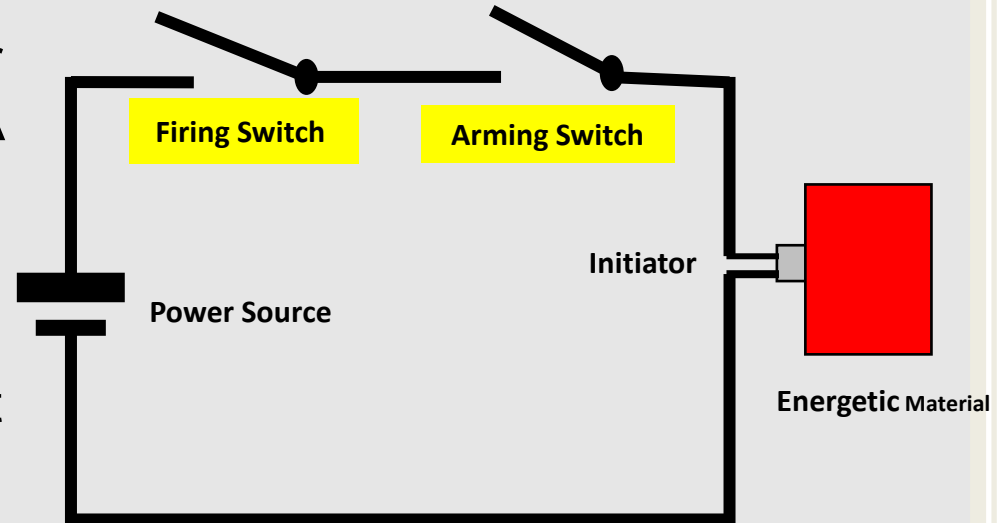 Firing Switch
Arming Switch
Initiator
Power Source
Energetic Material